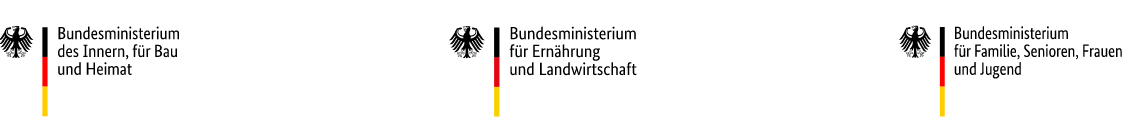 Bundesministerium
des Innern, für Bau
und Heimat
Bundesministerium
für Ernährung
und Landwirtschaft
Bundesministerium
für Familie, Senioren, Frauen
und Jugend